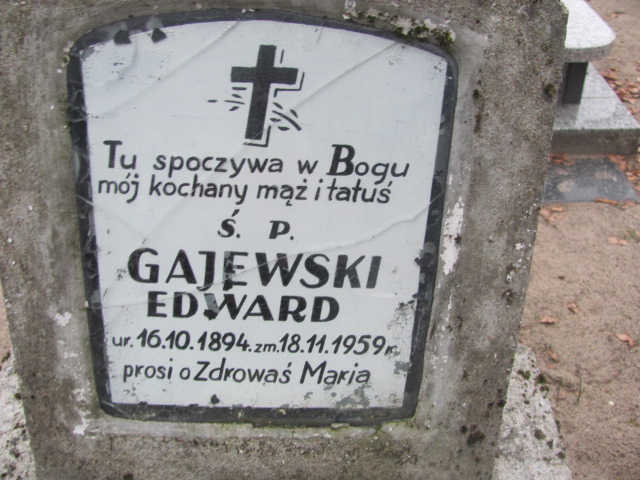 Tu spoczywa w Bogu
mój kochany mąż i tatuś
Ś. P.
GAJEWSKI
EDWARD
ur. 16.10.1894. zm. 18.11.1959 r.
prosi o Zdrowaś Maria